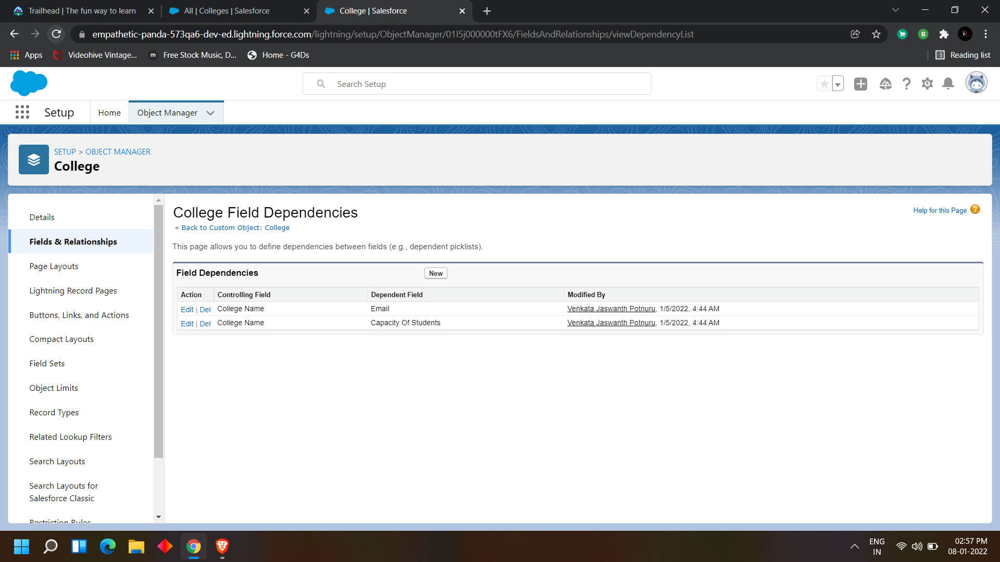 Trailhead | The fun way to learn
All | Colleges | Salesforce
College | Salesforce
empathetic-panda-573qa6-dev-ed.lightning.force.com/lightning/setup/ObjectManager/01I5j000000tFX6/FieldsAndRelationships/viewDependencyList
Apps
Videohive Vintage...
Free Stock Music, D...
Home - G4Ds
Reading list
Search Setup
Setup
Home
Object Manager
SETUP > OBJECT MANAGER
College
Details
Fields & Relationships
Page Layouts
Lightning Record Pages
Buttons, Links, and Actions
Compact Layouts
Field Sets
Object Limits
Record Types
Related Lookup Filters
Search Layouts
Search Layouts for
Salesforce Classic
Restriction Rules
College Field Dependencies
Help for this Page
« Back to Custom Object: College
This page allows you to define dependencies between fields (e.g., dependent picklists).
Field Dependencies
New
Action Controlling Field Dependent Field Modified By
Edit | Del College Name Email Venkata Jaswanth Potnuru, 1/5/2022, 4:44 AM
Edit | Del College Name Capacity Of Students Venkata Jaswanth Potnuru, 1/5/2022, 4:44 AM
ENG
IN
02:57 PM
08-01-2022